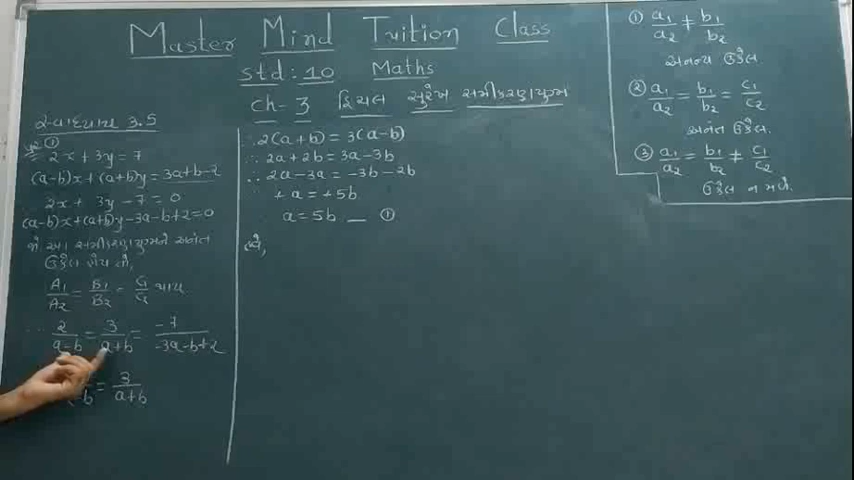 Master Mind Tuition Class
std : 10 Maths
ch- 3 દ્વિચલ સુરેખ સમીકરણયુગ્મ
સ્વાધ્યાય 3.5
2x + 3y = 7
(a-b)x + (a+b)y = 3a+b-2
2x + 3y - 7 = 0
(a-b)x+(a+b)y-3a-b+2=0
જો આ સમીકરણયુગ્મને અનંત
ઉકેલ હોય તો,
A1/A2 = B1/B2 = C1/C2 થાય
∴ 2/a-b = 3/a+b = -7/-3a-b+2
= 3/a+b
∴ 2(a+b) = 3(a-b)
∴ 2a+2b = 3a-3b
∴ 2a-3a = -3b-2b
+a = +5b
a = 5b — ①
હવે,
① a1/a2 ≠ b1/b2
અનન્ય ઉકેલ
② a1/a2 = b1/b2 = c1/c2
અનંત ઉકેલ.
③ a1/a2 = b1/b2 ≠ c1/c2
ઉકેલ ન મળે.